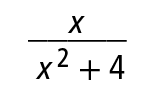 x
x² + 4